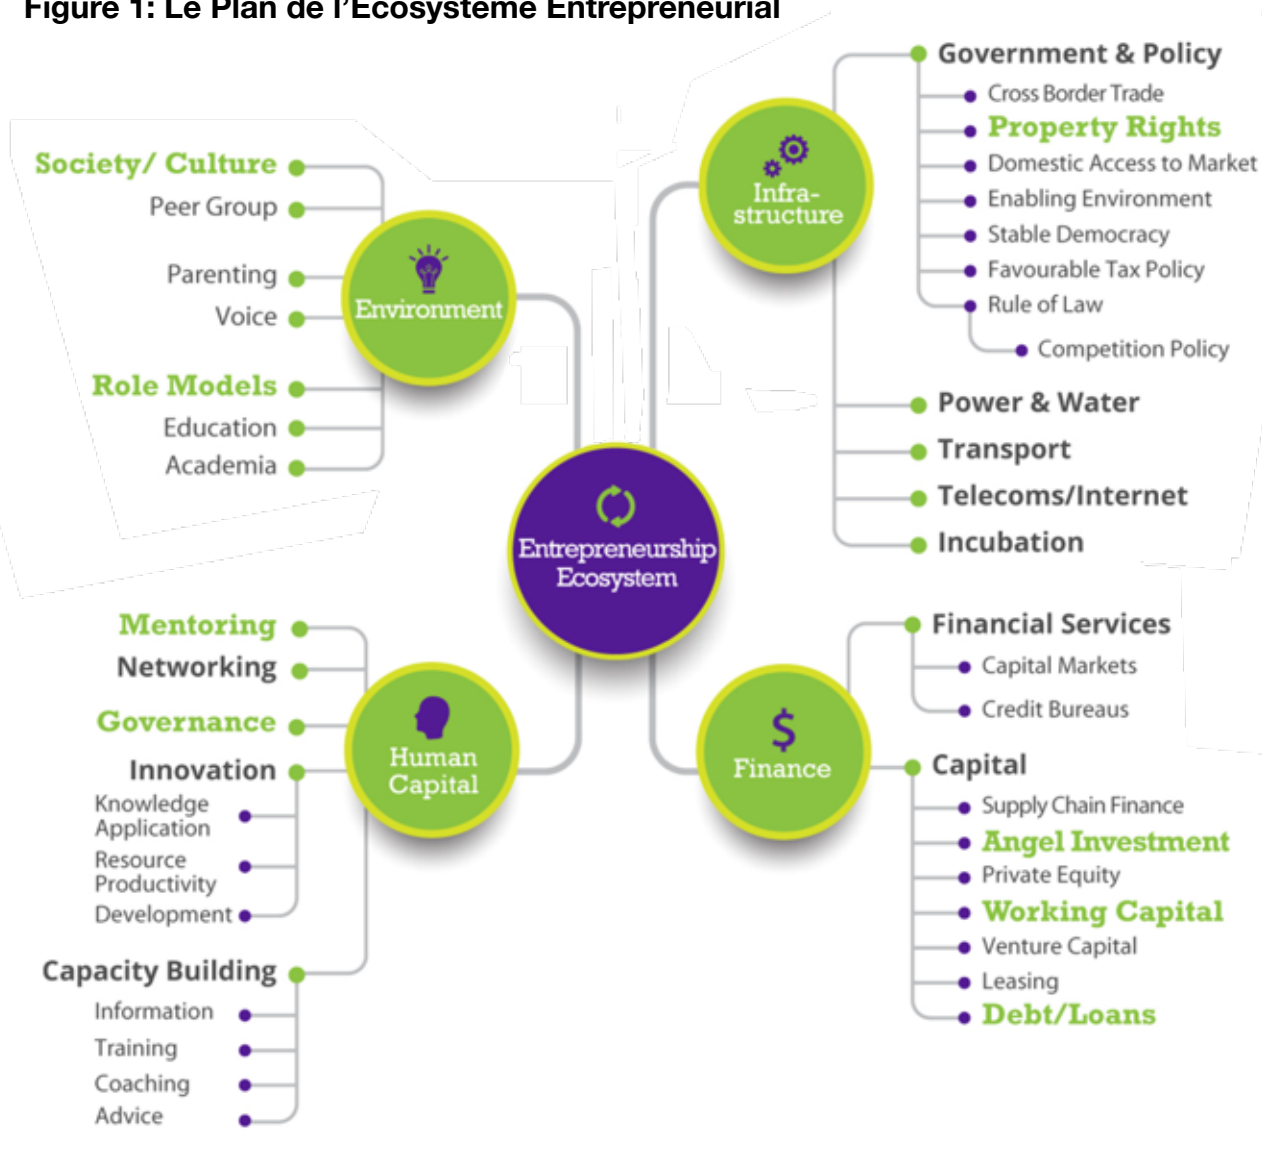 Figure 1: Le Plan de l'Ecosystème Entrepreneurial
Society/ Culture
Peer Group
Parenting
Voice
Role Models
Education
Academia
Environment
Infra-
structure
Government & Policy
Cross Border Trade
Property Rights
Domestic Access to Market
Enabling Environment
Stable Democracy
Favourable Tax Policy
Rule of Law
Competition Policy
Power & Water
Transport
Telecoms/Internet
Incubation
Entrepreneurship
Ecosystem
Mentoring
Networking
Governance
Innovation
Knowledge
Application
Resource
Productivity
Development
Capacity Building
Information
Training
Coaching
Advice
Human
Capital
$
Finance
Financial Services
Capital Markets
Credit Bureaus
Capital
Supply Chain Finance
Angel Investment
Private Equity
Working Capital
Venture Capital
Leasing
Debt/Loans